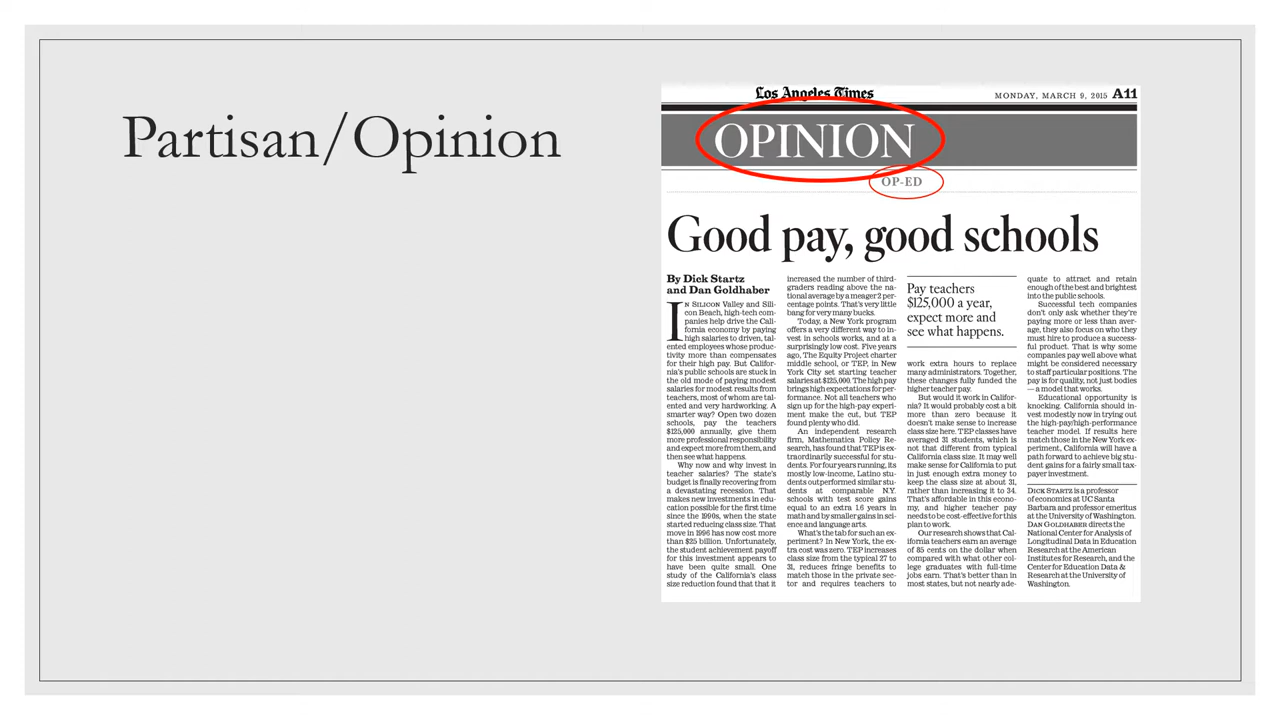 Partisan/Opinion
Los Angeles Times
MONDAY, MARCH 9, 2015 A11
OPINION
OP-ED
Good pay, good schools
By Dick Startz
and Dan Goldhaber
IN SILICON Valley and Sili-
con Beach, high-tech com-
panies help drive the Cali-
fornia economy by paying
high salaries to driven, tal-
ented employees whose produc-
tivity more than compensates
for their high pay. But Califor-
nia's public schools are stuck in
the old mode of paying modest
salaries for modest results from
teachers, most of whom are tal-
ented and very hardworking. A
smarter way? Open two dozen
schools, pay the teachers
$125,000 annually, give them
more professional responsibility
and expect more from them, and
then see what happens.
Why now and why invest in
teacher salaries? The state's
budget is finally recovering from
a devastating recession. That
makes new investments in edu-
cation possible for the first time
since the 1990s, when the state
started reducing class size. That
move in 1996 has now cost more
than $25 billion. Unfortunately,
the student achievement payoff
for this investment appears to
have been quite small. One
study of the California's class
size reduction found that that it
increased the number of third-
graders reading above the na-
tional average by a meager 2 per-
centage points. That's very little
bang for very many bucks.
Today, a New York program
offers a very different way to in-
vest in schools works, and at a
surprisingly low cost. Five years
ago, The Equity Project charter
middle school, or TEP, in New
York City set starting teacher
salaries at $125,000. The high pay
brings high expectations for per-
formance. Not all teachers who
sign up for the high-pay experi-
ment make the cut, but TEP
found plenty who did.
An independent research
firm, Mathematica Policy Re-
search, has found that TEP is ex-
traordinarily successful for stu-
dents. For four years running, its
mostly low-income, Latino stu-
dents outperformed similar stu-
dents at comparable N.Y.
schools with test score gains
equal to an extra 1.6 years in
math and by smaller gains in sci-
ence and language arts.
What's the tab for such an ex-
periment? In New York, the ex-
tra cost was zero. TEP increases
class size from the typical 27 to
31, reduces fringe benefits to
match those in the private sec-
tor and requires teachers to
Pay teachers
$125,000 a year,
expect more and
see what happens.
work extra hours to replace
many administrators. Together,
these changes fully funded the
higher teacher pay.
But would it work in Califor-
nia? It would probably cost a bit
more than zero because it
doesn't make sense to increase
class size here. TEP classes have
averaged 31 students, which is
not that different from typical
California class size. It may well
make sense for California to put
in just enough extra money to
keep the class size at about 31,
rather than increasing it to 34.
That's affordable in this econo-
my, and higher teacher pay
needs to be cost-effective for this
plan to work.
Our research shows that Cal-
ifornia teachers earn an average
of 85 cents on the dollar when
compared with what other col-
lege graduates with full-time
jobs earn. That's better than in
most states, but not nearly ade-
quate to attract and retain
enough of the best and brightest
into the public schools.
Successful tech companies
don't only ask whether they're
paying more or less than aver-
age, they also focus on who they
must hire to produce a success-
ful product. That is why some
companies pay well above what
might be considered necessary
to staff particular positions. The
pay is for quality, not just bodies
— a model that works.
Educational opportunity is
knocking. California should in-
vest modestly now in trying out
the high-pay/high-performance
teacher model. If results here
match those in the New York ex-
periment, California will have a
path forward to achieve big stu-
dent gains for a fairly small tax-
payer investment.
DICK STARTZ is a professor
of economics at UC Santa
Barbara and professor emeritus
at the University of Washington.
DAN GOLDHABER directs the
National Center for Analysis of
Longitudinal Data in Education
Research at the American
Institutes for Research, and the
Center for Education Data &
Research at the University of
Washington.